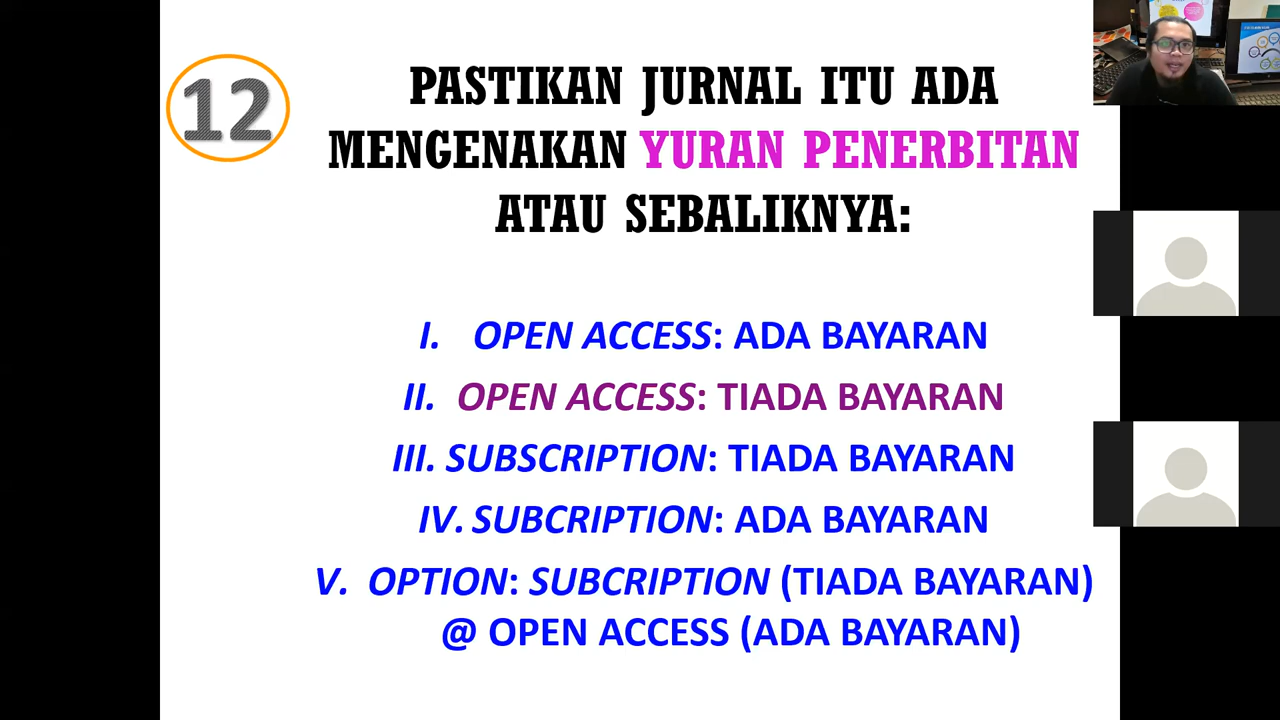 12
PASTIKAN JURNAL ITU ADA
MENGENAKAN YURAN PENERBITAN
ATAU SEBALIKNYA:
I. OPEN ACCESS: ADA BAYARAN
II. OPEN ACCESS: TIADA BAYARAN
III. SUBSCRIPTION: TIADA BAYARAN
IV. SUBCRIPTION: ADA BAYARAN
V. OPTION: SUBCRIPTION (TIADA BAYARAN)
@ OPEN ACCESS (ADA BAYARAN)